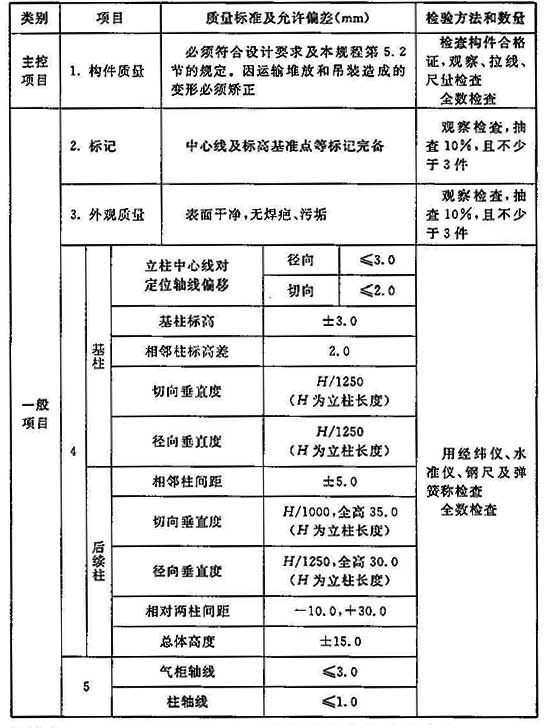 类别 项目 质量标准及允许偏差(mm) 检验方法和数量
主控
项目
1. 构件质量
必须符合设计要求及本规程第5.2
节的规定。因运输堆放和吊装造成的
变形必须矫正
检查构件合格
证,观察、拉线、
尺量检查
全数检查
一般
项目
2. 标记
中心线及标高基准点等标记完备
观察检查,抽
查10%,且不少
于3件
3. 外观质量
表面干净,无焊疤、污垢
观察检查,抽
查10%,且不少
于3件
4
基柱
立柱中心线对
定位轴线偏移
径向 ≤3.0
切向 ≤2.0
基柱标高 ±3.0
相邻柱标高差 2.0
切向垂直度
H/1250
(H为立柱长度)
径向垂直度
H/1250
(H为立柱长度)
后续柱
相邻柱间距 ±5.0
切向垂直度
H/1000,全高35.0
(H为立柱长度)
径向垂直度
H/1250,全高30.0
(H为立柱长度)
相对两柱间距 －10.0,＋30.0
总体高度 ±15.0
5
气柜轴线 ≤3.0
柱轴线 ≤1.0
用经纬仪、水
准仪、钢尺及弹
簧称检查
全数检查